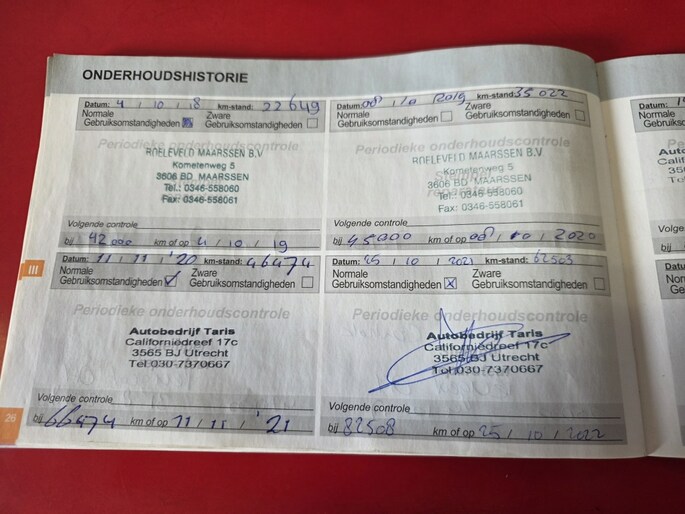 ONDERHOUDSHISTORIE
Datum: 4 / 10 / 18 km-stand: 22649
Normale
Gebruiksomstandigheden
Zware
Gebruiksomstandigheden
Periodieke onderhoudscontrole
ROELEVELD MAARSSEN B.V
Kometenweg 5
3606 BD MAARSSEN
Tel.: 0346-558060
Fax: 0346-558061
Volgende controle
bij 42000 km of op 4 / 10 / 19
Datum: 08 / 10 2019 km-stand: 35022
Normale
Gebruiksomstandigheden
Zware
Gebruiksomstandigheden
Periodieke onderhoudscontrole
ROELEVELD MAARSSEN B.V.
Kometenweg 5
3606 BD MAARSSEN
Tel.: 0346-558060
Fax: 0346-558061
Volgende controle
bij 45000 km of op 08 / 10 / 2020
III
Datum: 11 / 11 / '20 km-stand: 46474
Normale
Gebruiksomstandigheden
Zware
Gebruiksomstandigheden
Periodieke onderhoudscontrole
Autobedrijf Taris
Californiedreef 17c
3565 BJ Utrecht
Tel.030-7370667
Volgende controle
bij 66474 km of op 11 / 11 / '21
Datum: 25 / 10 / 2021 km-stand: 62503
Normale
Gebruiksomstandigheden
Zware
Gebruiksomstandigheden
Periodieke onderhoudscontrole
Autobedrijf Taris
Californiedreef 17c
3565 BJ Utrecht
Tel.030-7370667
Volgende controle
bij 82508 km of op 25 / 10 / 2022
26